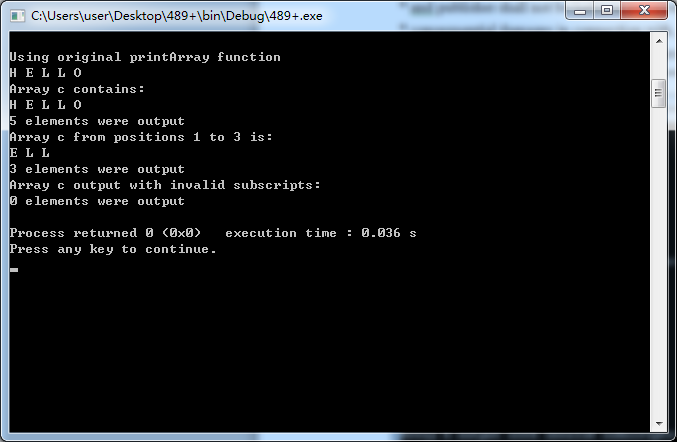 C:\Users\user\Desktop\489+\bin\Debug\489+.exe
Using original printArray function
H E L L O
Array c contains:
H E L L O
5 elements were output
Array c from positions 1 to 3 is:
E L L
3 elements were output
Array c output with invalid subscripts:
0 elements were output
Process returned 0 (0x0)   execution time : 0.036 s
Press any key to continue.